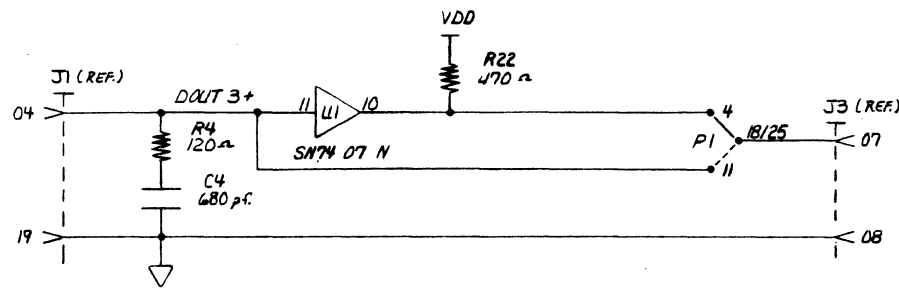 VDD
J1 (REF.)
R22
470 Ω
04
DOUT 3+
11
U1
10
4
J3 (REF.)
R4
120 Ω
SN74 07 N
P1
18/25
07
11
C4
680 pf.
19
08